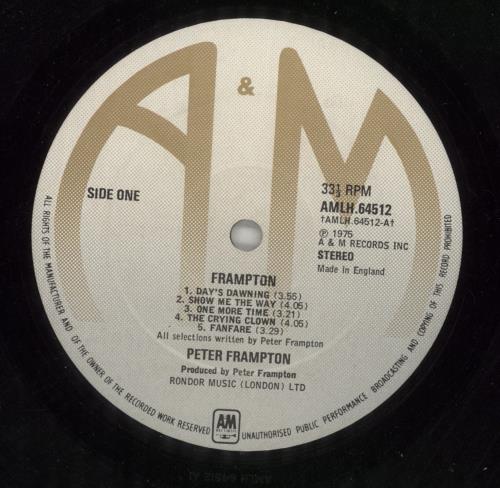 A & M
SIDE ONE
33⅓ RPM
AMLH.64512
†AMLH.64512-A†
℗ 1975
A & M RECORDS INC
STEREO
Made in England
FRAMPTON
1. DAY'S DAWNING (3.55)
2. SHOW ME THE WAY (4.05)
3. ONE MORE TIME (3.21)
4. THE CRYING CLOWN (4.05)
5. FANFARE (3.29)
All selections written by Peter Frampton
PETER FRAMPTON
Produced by Peter Frampton
RONDOR MUSIC (LONDON) LTD
AM
ALL RIGHTS OF THE MANUFACTURER AND OF THE OWNER OF THE RECORDED WORK RESERVED
UNAUTHORISED PUBLIC PERFORMANCE BROADCASTING AND COPYING OF THIS RECORD PROHIBITED